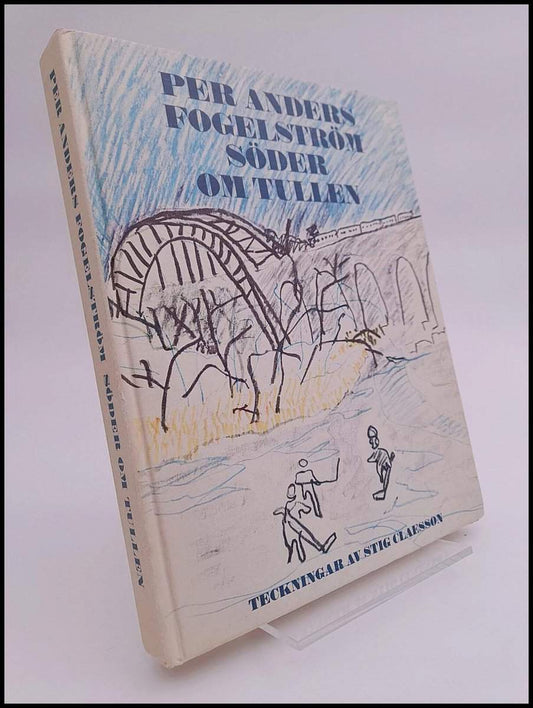 PER ANDERS
FOGELSTRÖM
SÖDER
OM TULLEN
TECKNINGAR AV STIG CLAESSON
PER ANDERS FOGELSTRÖM SÖDER OM TULLEN